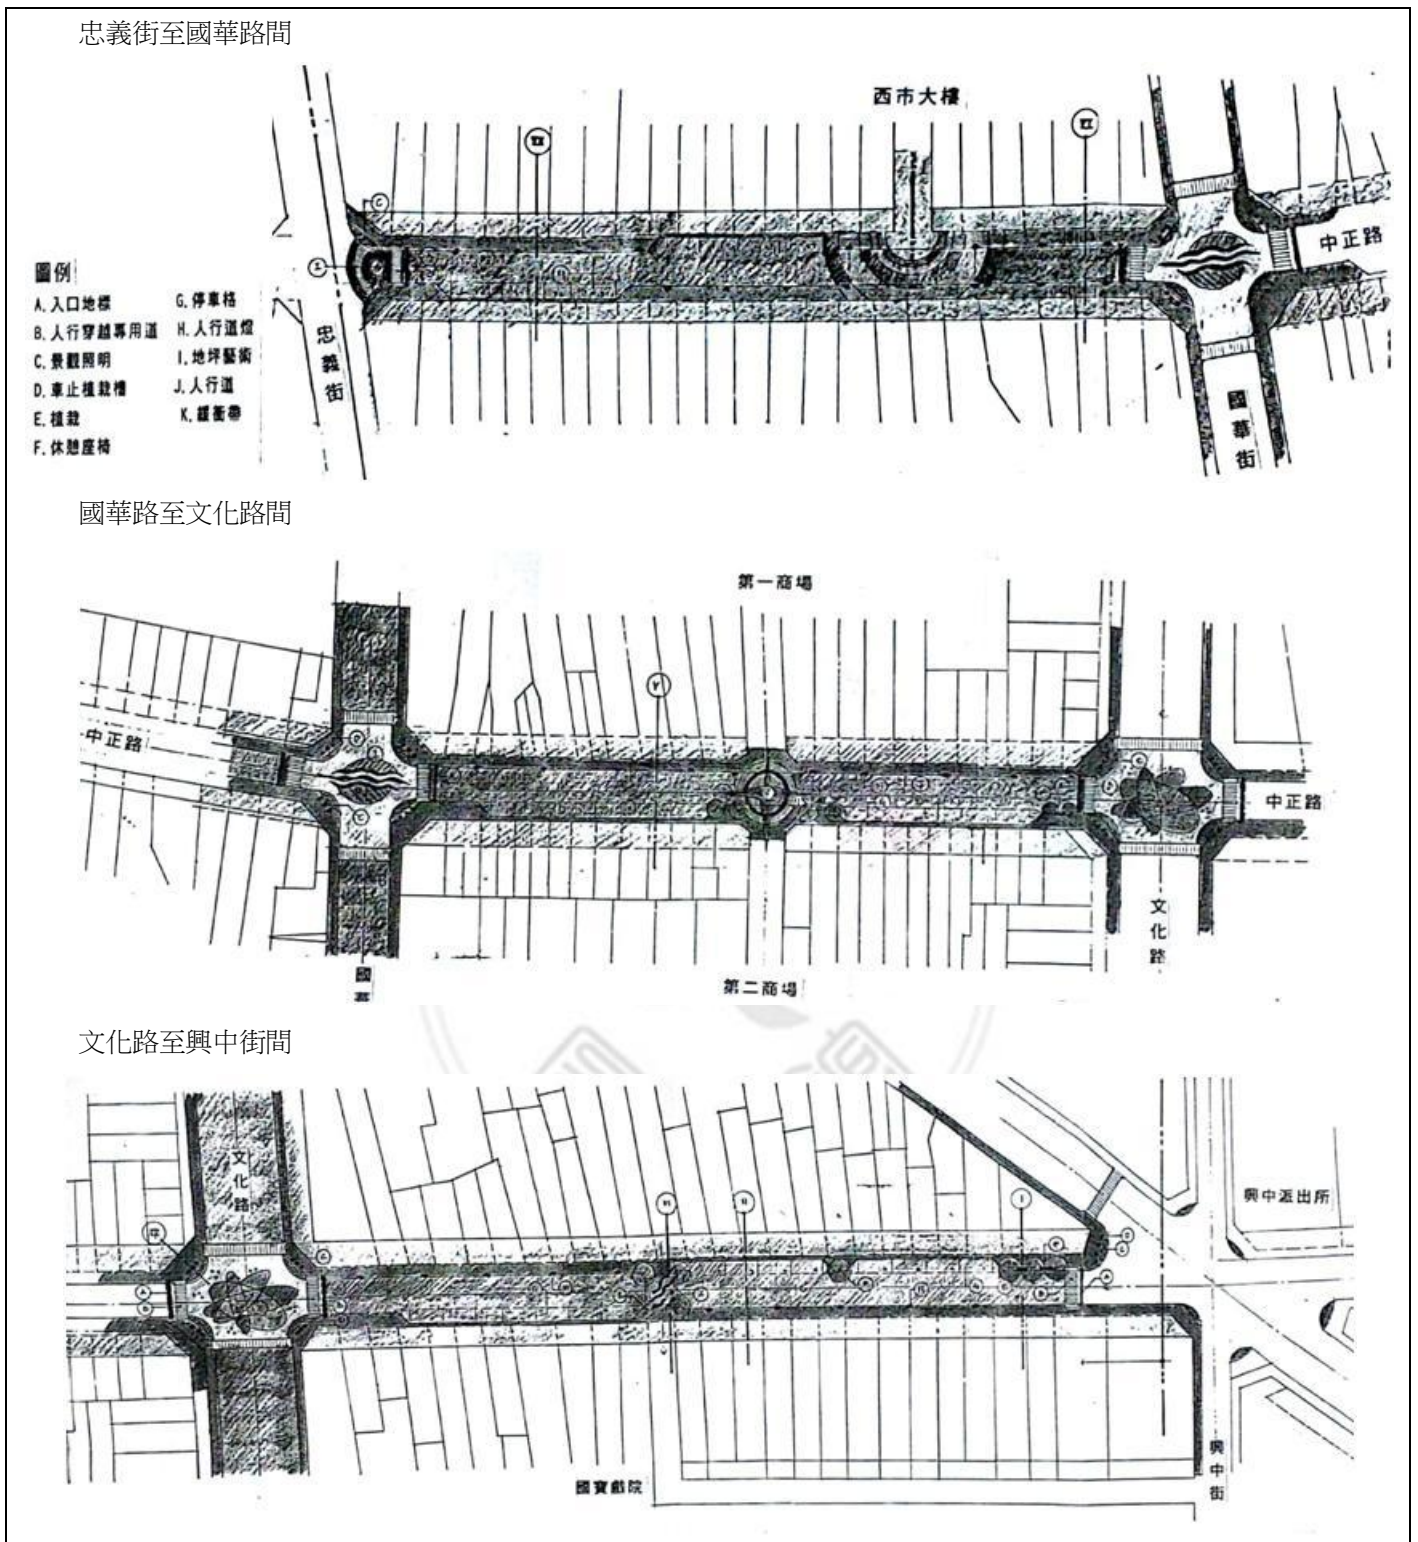 忠義街至國華路間
西市大樓
中正路
圖例
A. 入口地標
B. 人行穿越專用道
C. 景觀照明
D. 車止植栽槽
E. 植栽
F. 休憩座椅
G. 停車格
H. 人行道燈
I. 地坪藝術
J. 人行道
K. 緩衝帶
忠義街
國華街
國華路至文化路間
第一商場
中正路
中正路
文化路
國華
第二商場
文化路至興中街間
文化路
興中派出所
國寶戲院
興中街